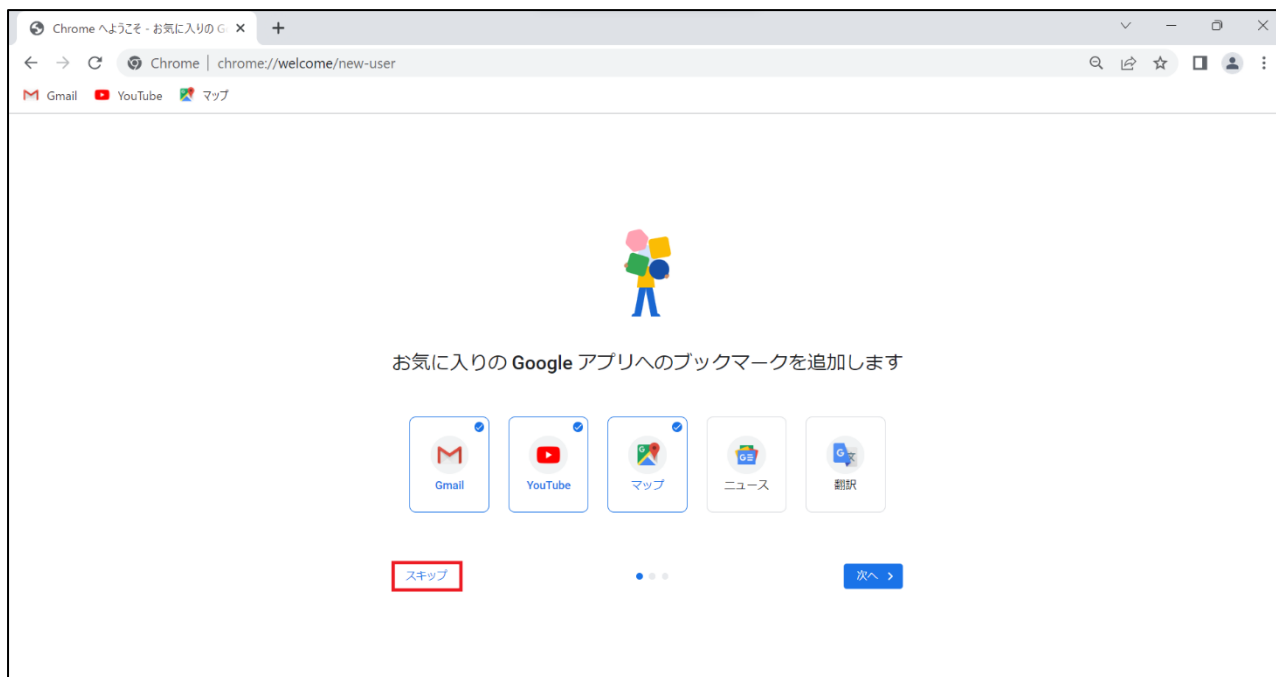 Chrome へようこそ - お気に入りの G
Chrome | chrome://welcome/new-user
Gmail YouTube マップ
お気に入りの Google アプリへのブックマークを追加します
Gmail YouTube マップ ニュース 翻訳
スキップ 次へ